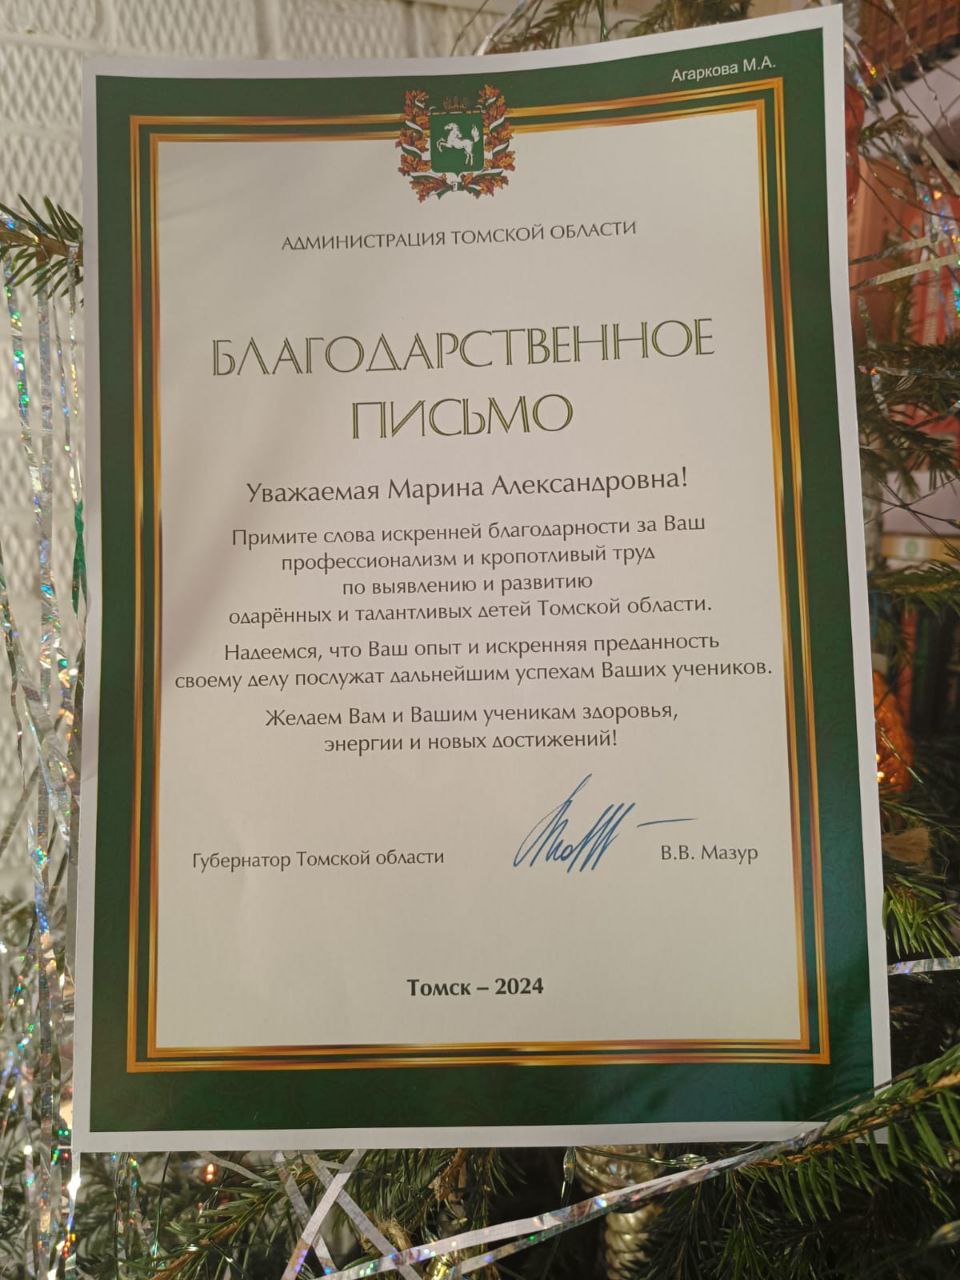 Агаркова М.А.
АДМИНИСТРАЦИЯ ТОМСКОЙ ОБЛАСТИ
БЛАГОДАРСТВЕННОЕ
ПИСЬМО
Уважаемая Марина Александровна!
Примите слова искренней благодарности за Ваш
профессионализм и кропотливый труд
по выявлению и развитию
одарённых и талантливых детей Томской области.
Надеемся, что Ваш опыт и искренняя преданность
своему делу послужат дальнейшим успехам Ваших учеников.
Желаем Вам и Вашим ученикам здоровья,
энергии и новых достижений!
Губернатор Томской области
В.В. Мазур
Томск – 2024